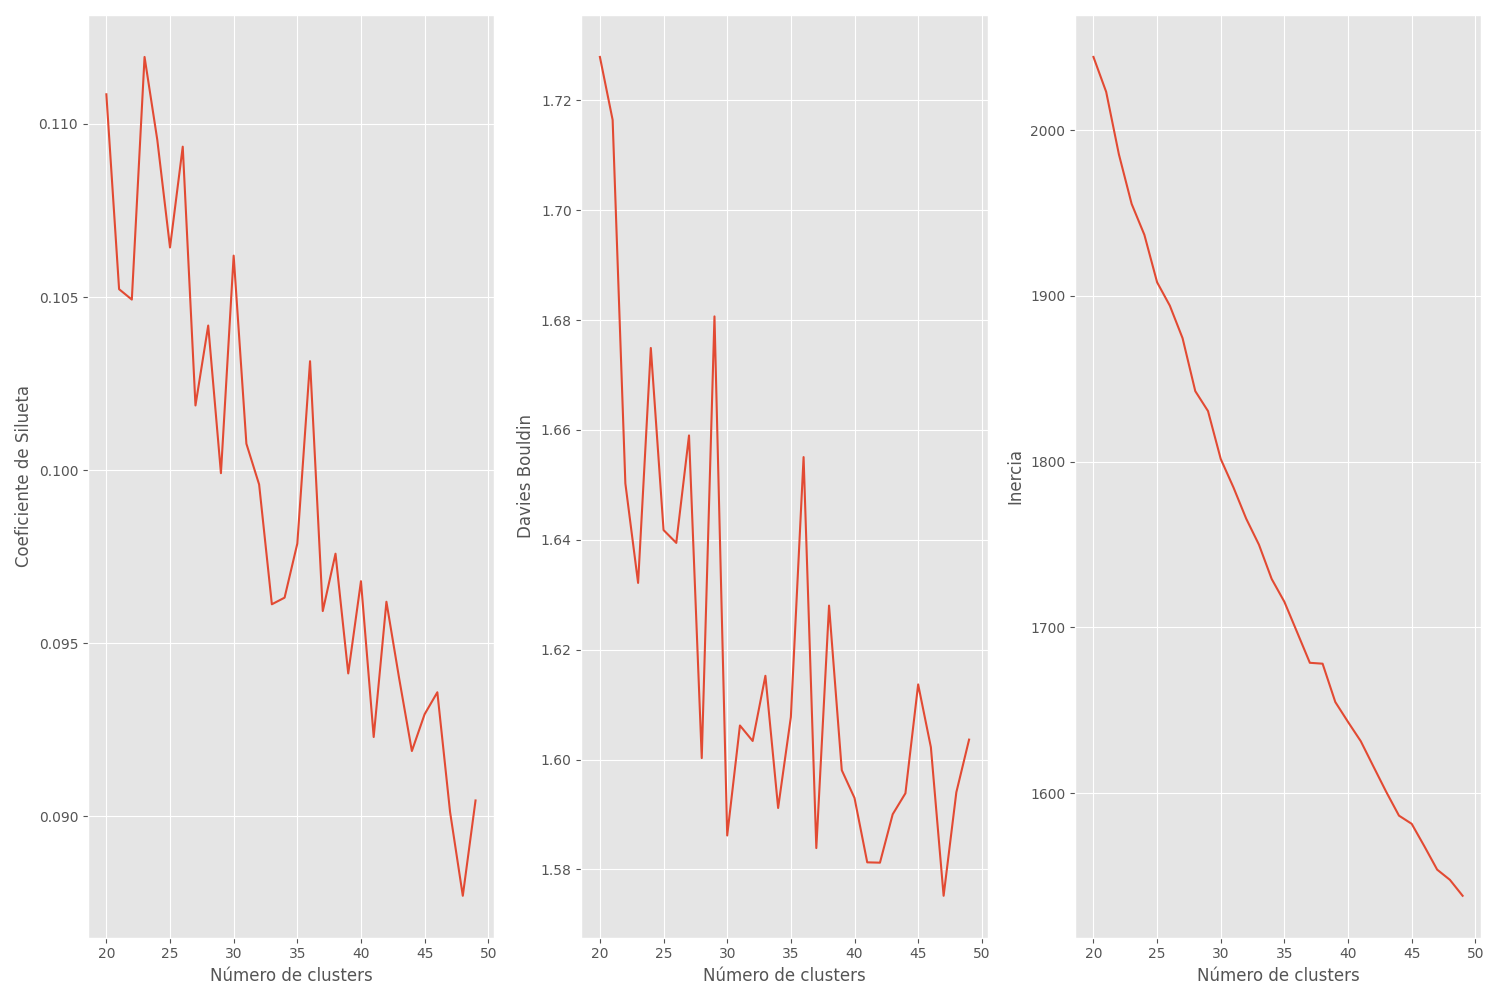 Coeficiente de Silueta
0.110
0.105
0.100
0.095
0.090
20 25 30 35 40 45 50
Número de clusters
Davies Bouldin
1.72
1.70
1.68
1.66
1.64
1.62
1.60
1.58
20 25 30 35 40 45 50
Número de clusters
Inercia
2000
1900
1800
1700
1600
20 25 30 35 40 45 50
Número de clusters